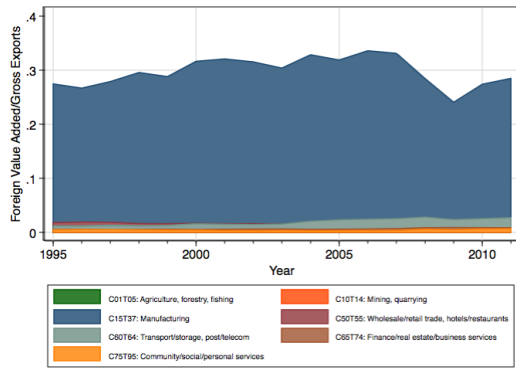 Foreign Value Added/Gross Exports
.4
.3
.2
.1
0
1995
2000
2005
2010
Year
C01T05: Agriculture, forestry, fishing
C10T14: Mining, quarrying
C15T37: Manufacturing
C50T55: Wholesale/retail trade, hotels/restaurants
C60T64: Transport/storage, post/telecom
C65T74: Finance/real estate/business services
C75T95: Community/social/personal services